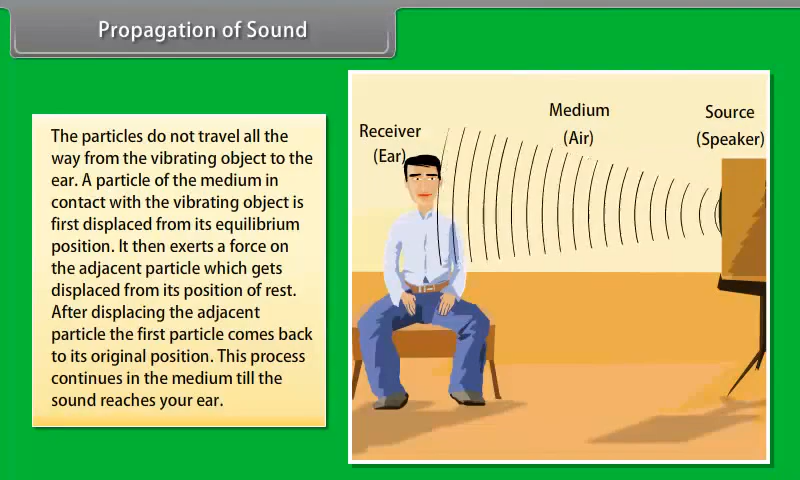 Propagation of Sound
The particles do not travel all the
way from the vibrating object to the
ear. A particle of the medium in
contact with the vibrating object is
first displaced from its equilibrium
position. It then exerts a force on
the adjacent particle which gets
displaced from its position of rest.
After displacing the adjacent
particle the first particle comes back
to its original position. This process
continues in the medium till the
sound reaches your ear.
Receiver
(Ear)
Medium
(Air)
Source
(Speaker)